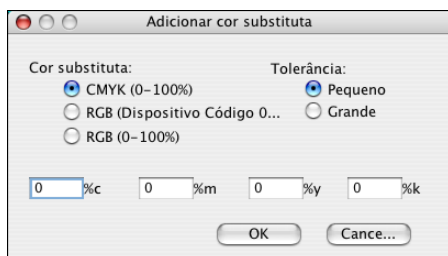 Adicionar cor substituta
Cor substituta:
Tolerância:
CMYK (0–100%)
Pequeno
RGB (Dispositivo Código 0...
Grande
RGB (0–100%)
0 %c 0 %m 0 %y 0 %k
OK Cance...